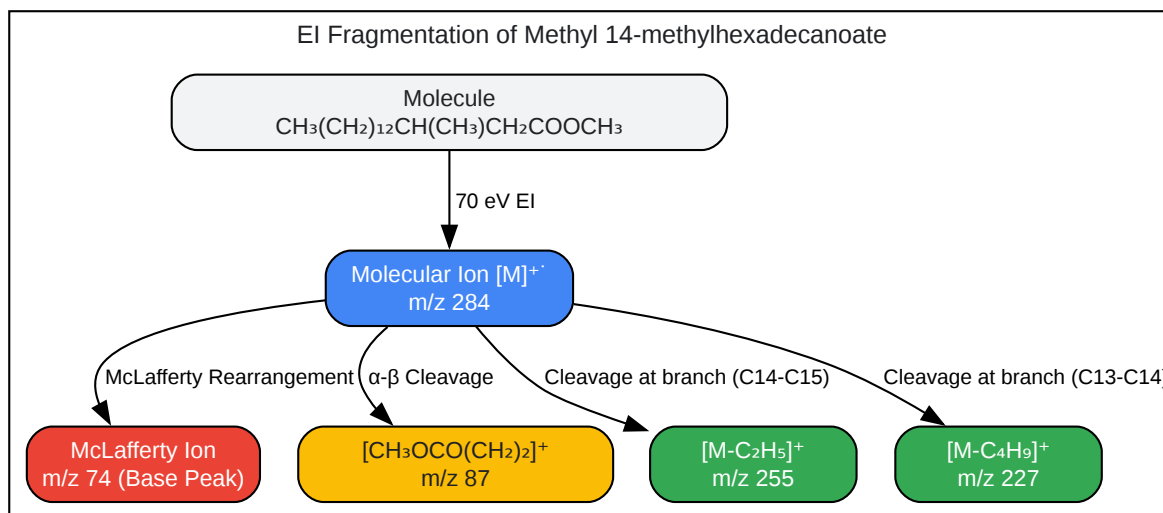 EI Fragmentation of Methyl 14-methylhexadecanoate
Molecule
CH₃(CH₂)₁₂CH(CH₃)CH₂COOCH₃
70 eV EI
Molecular Ion [M]⁺˙
m/z 284
McLafferty Rearrangement
α-β Cleavage
Cleavage at branch (C14-C15)
Cleavage at branch (C13-C14)
McLafferty Ion
m/z 74 (Base Peak)
[CH₃OCO(CH₂)₂]⁺
m/z 87
[M-C₂H₅]⁺
m/z 255
[M-C₄H₉]⁺
m/z 227